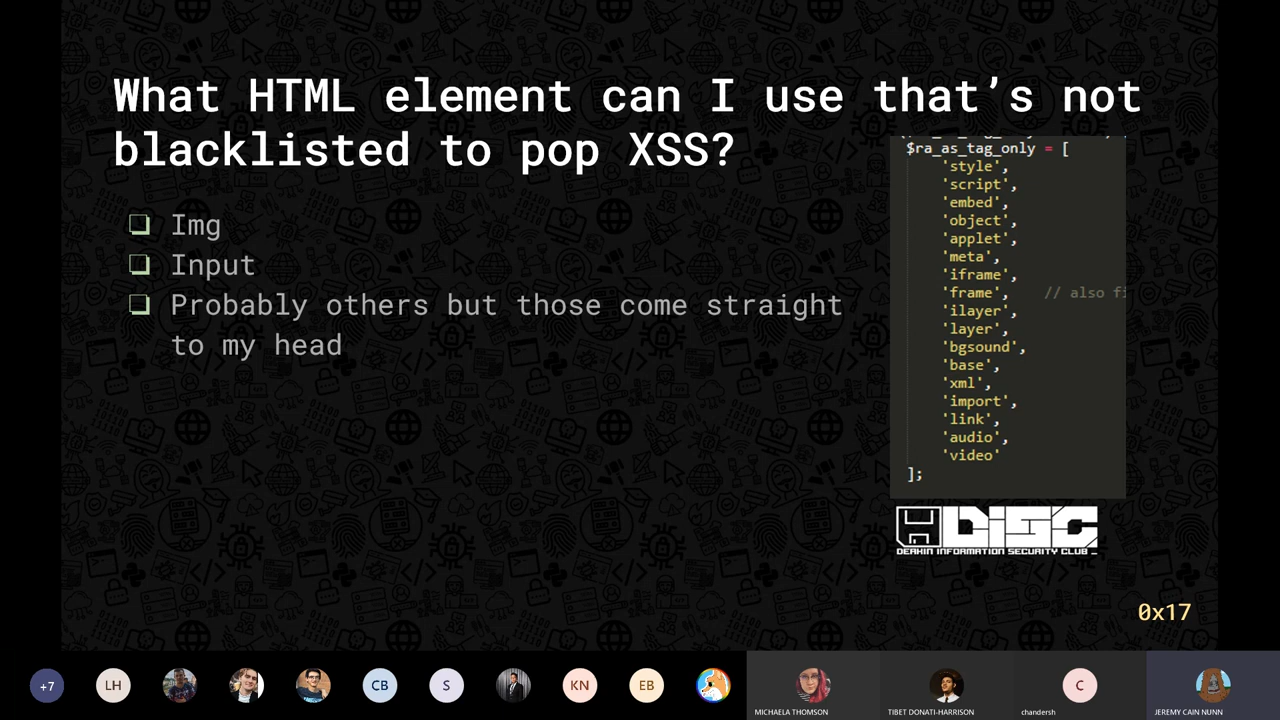 What HTML element can I use that’s not
blacklisted to pop XSS?
Img
Input
Probably others but those come straight
to my head
$ra_as_tag_only = [
'style',
'script',
'embed',
'object',
'applet',
'meta',
'iframe',
'frame', // also fi
'ilayer',
'layer',
'bgsound',
'base',
'xml',
'import',
'link',
'audio',
'video'
];
DISC
DEAKIN INFORMATION SECURITY CLUB _
0x17
+7
LH
CB
S
KN
EB
C
MICHAELA THOMSON
TIBET DONATI-HARRISON
chandersh
JEREMY CAIN NUNN